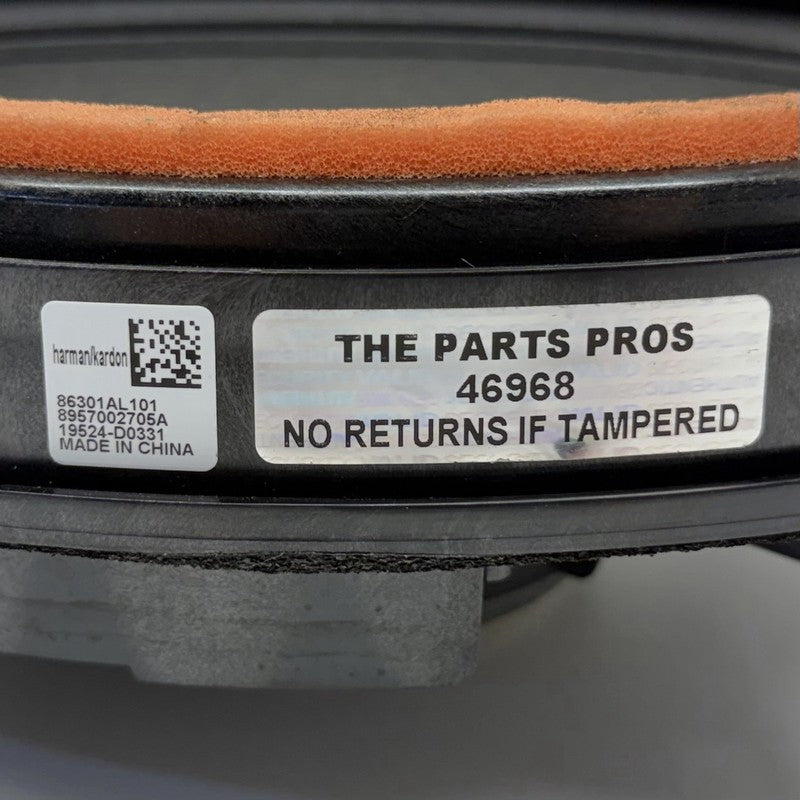 harman/kardon
86301AL101
8957002705A
19524-D0331
MADE IN CHINA
THE PARTS PROS
46968
NO RETURNS IF TAMPERED